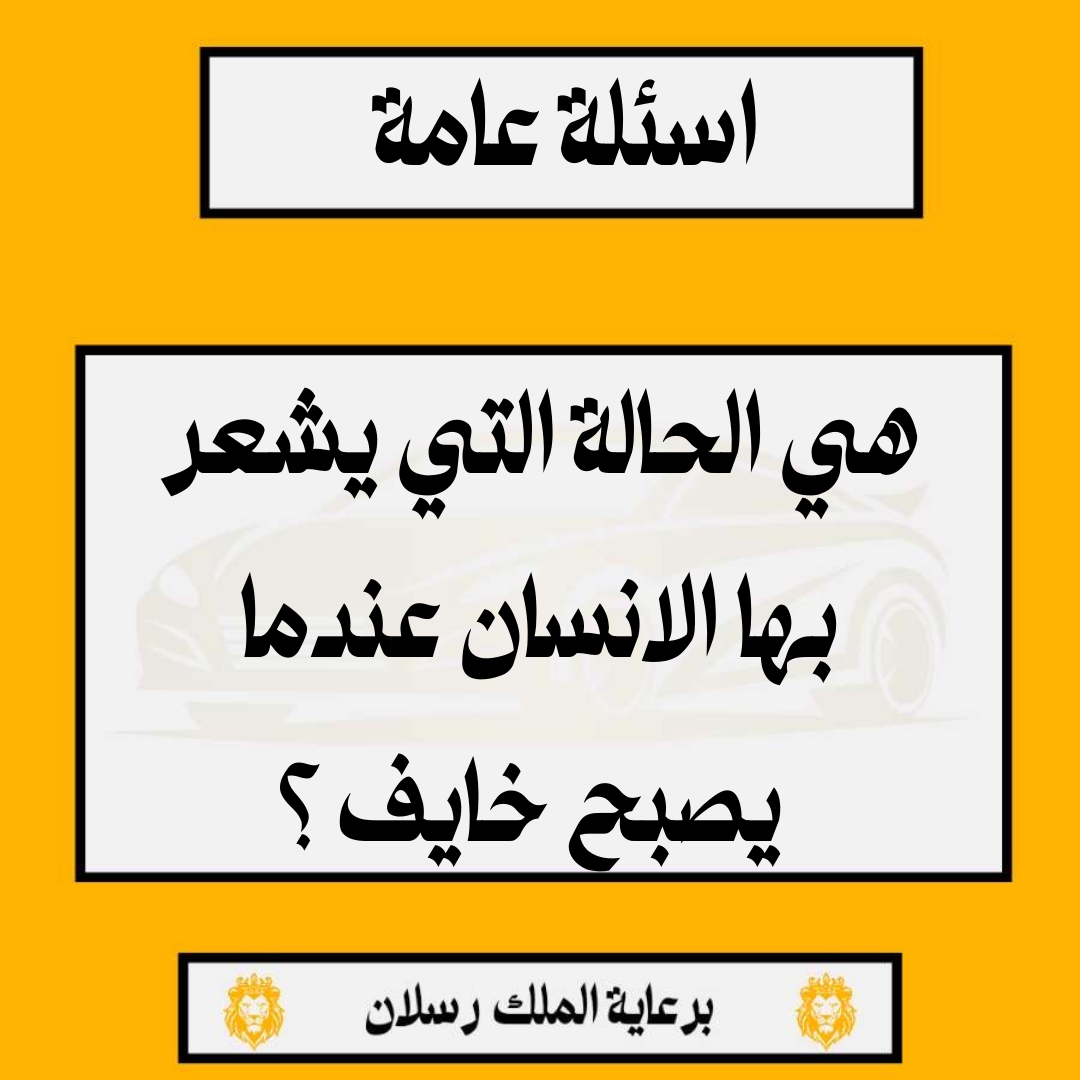 اسئلة عامة
هي الحالة التي يشعر
بها الانسان عندما
يصبح خايف ؟
برعاية الملك رسلان